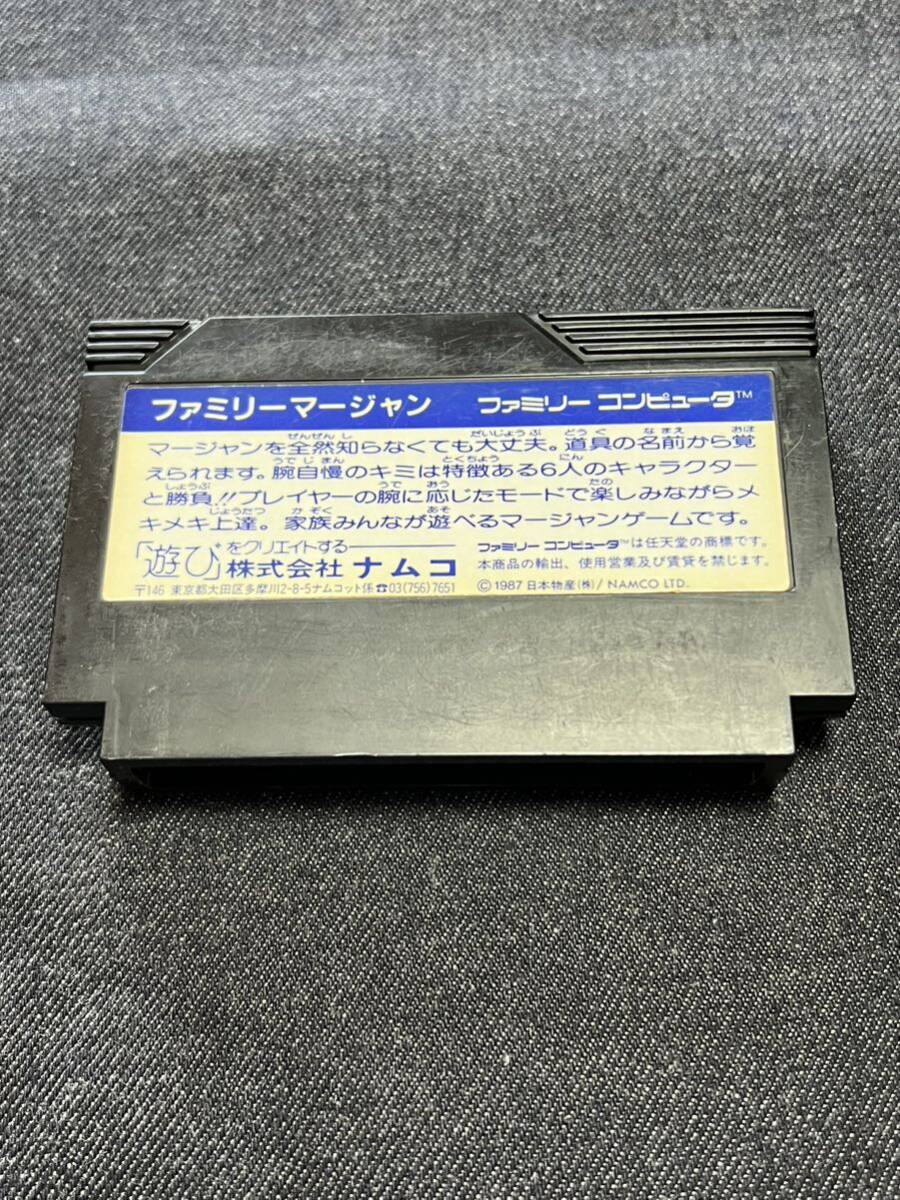 ファミリーマージャン ファミリー コンピュータ™
マージャンを全然知らなくても大丈夫。道具の名前から覚
えられます。腕自慢のキミは特徴ある6人のキャラクター
と勝負!!プレイヤーの腕に応じたモードで楽しみながらメ
キメキ上達。家族みんなが遊べるマージャンゲームです。
「遊び」をクリエイトする
株式会社 ナムコ
〒146 東京都大田区多摩川2-8-5ナムコット係☎03(756)7651
ファミリー コンピュータ™は任天堂の商標です。
本商品の輸出、使用営業及び賃貸を禁じます。
©1987 日本物産(株)/NAMCO LTD.